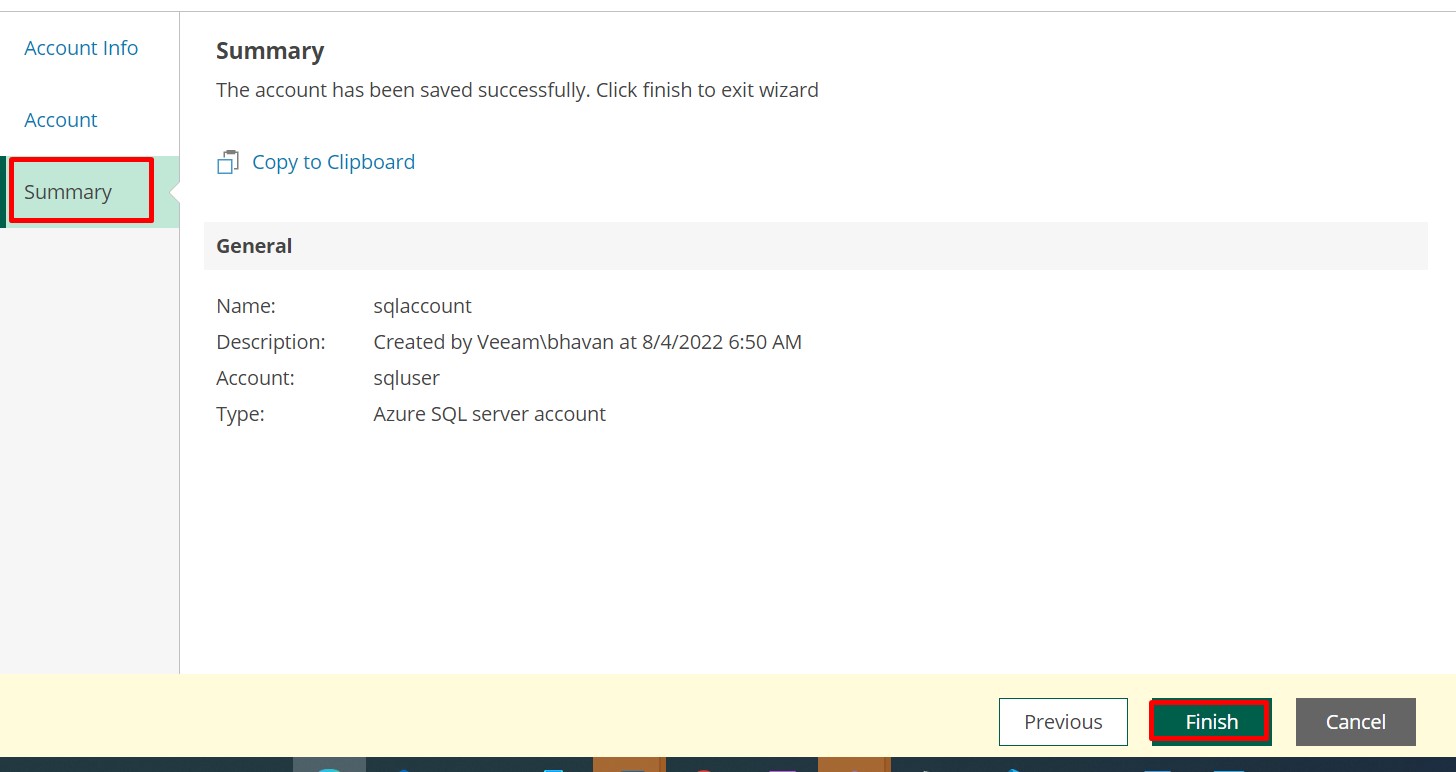 Account Info
Account
Summary
Summary
The account has been saved successfully. Click finish to exit wizard
Copy to Clipboard
General
Name: sqlaccount
Description: Created by Veeam\bhavan at 8/4/2022 6:50 AM
Account: sqluser
Type: Azure SQL server account
Previous Finish Cancel